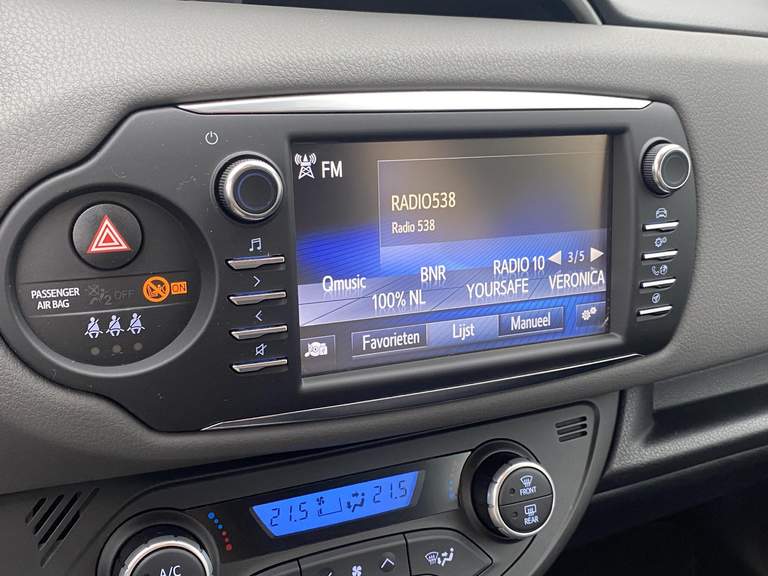 FM
RADIO538
Radio 538
3/5
Qmusic BNR RADIO 10
100% NL YOURSAFE VERONICA
Favorieten Lijst Manueel
PASSENGER
AIR BAG
2 OFF
ON
21.5 21.5
FRONT
REAR
A/C